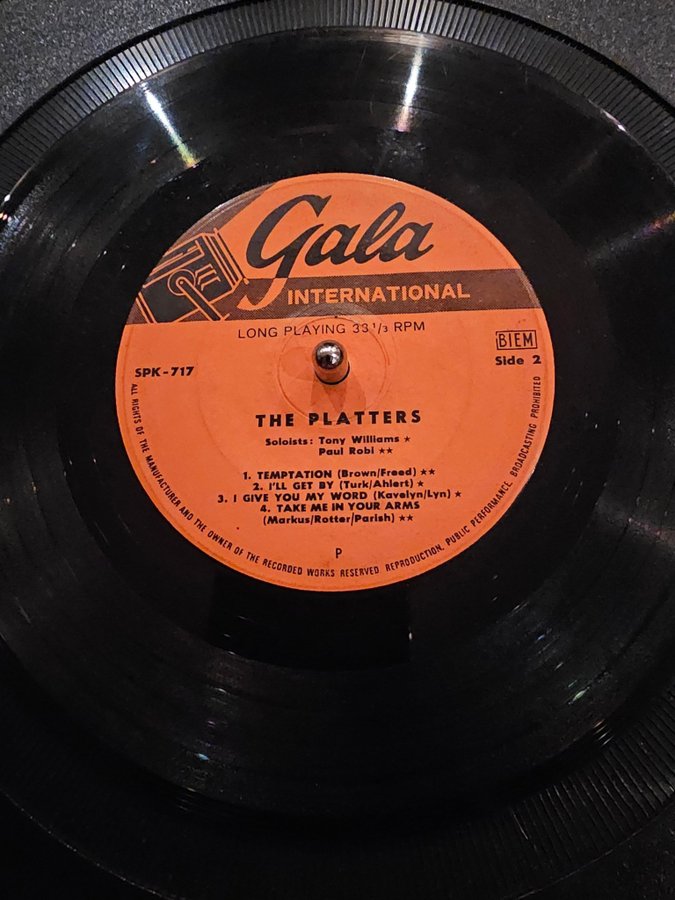 Gala
INTERNATIONAL
LONG PLAYING 33 1/3 RPM
BIEM
SPK-717
Side 2
THE PLATTERS
Soloists: Tony Williams ★
Paul Robi ★★
1. TEMPTATION (Brown/Freed) ★★
2. I'LL GET BY (Turk/Ahlert) ★
3. I GIVE YOU MY WORD (Kavelyn/Lyn) ★
4. TAKE ME IN YOUR ARMS
(Markus/Rotter/Parish) ★★
P
ALL RIGHTS OF THE MANUFACTURER AND THE OWNER OF THE RECORDED WORKS RESERVED. REPRODUCTION, PUBLIC PERFORMANCE, BROADCASTING PROHIBITED